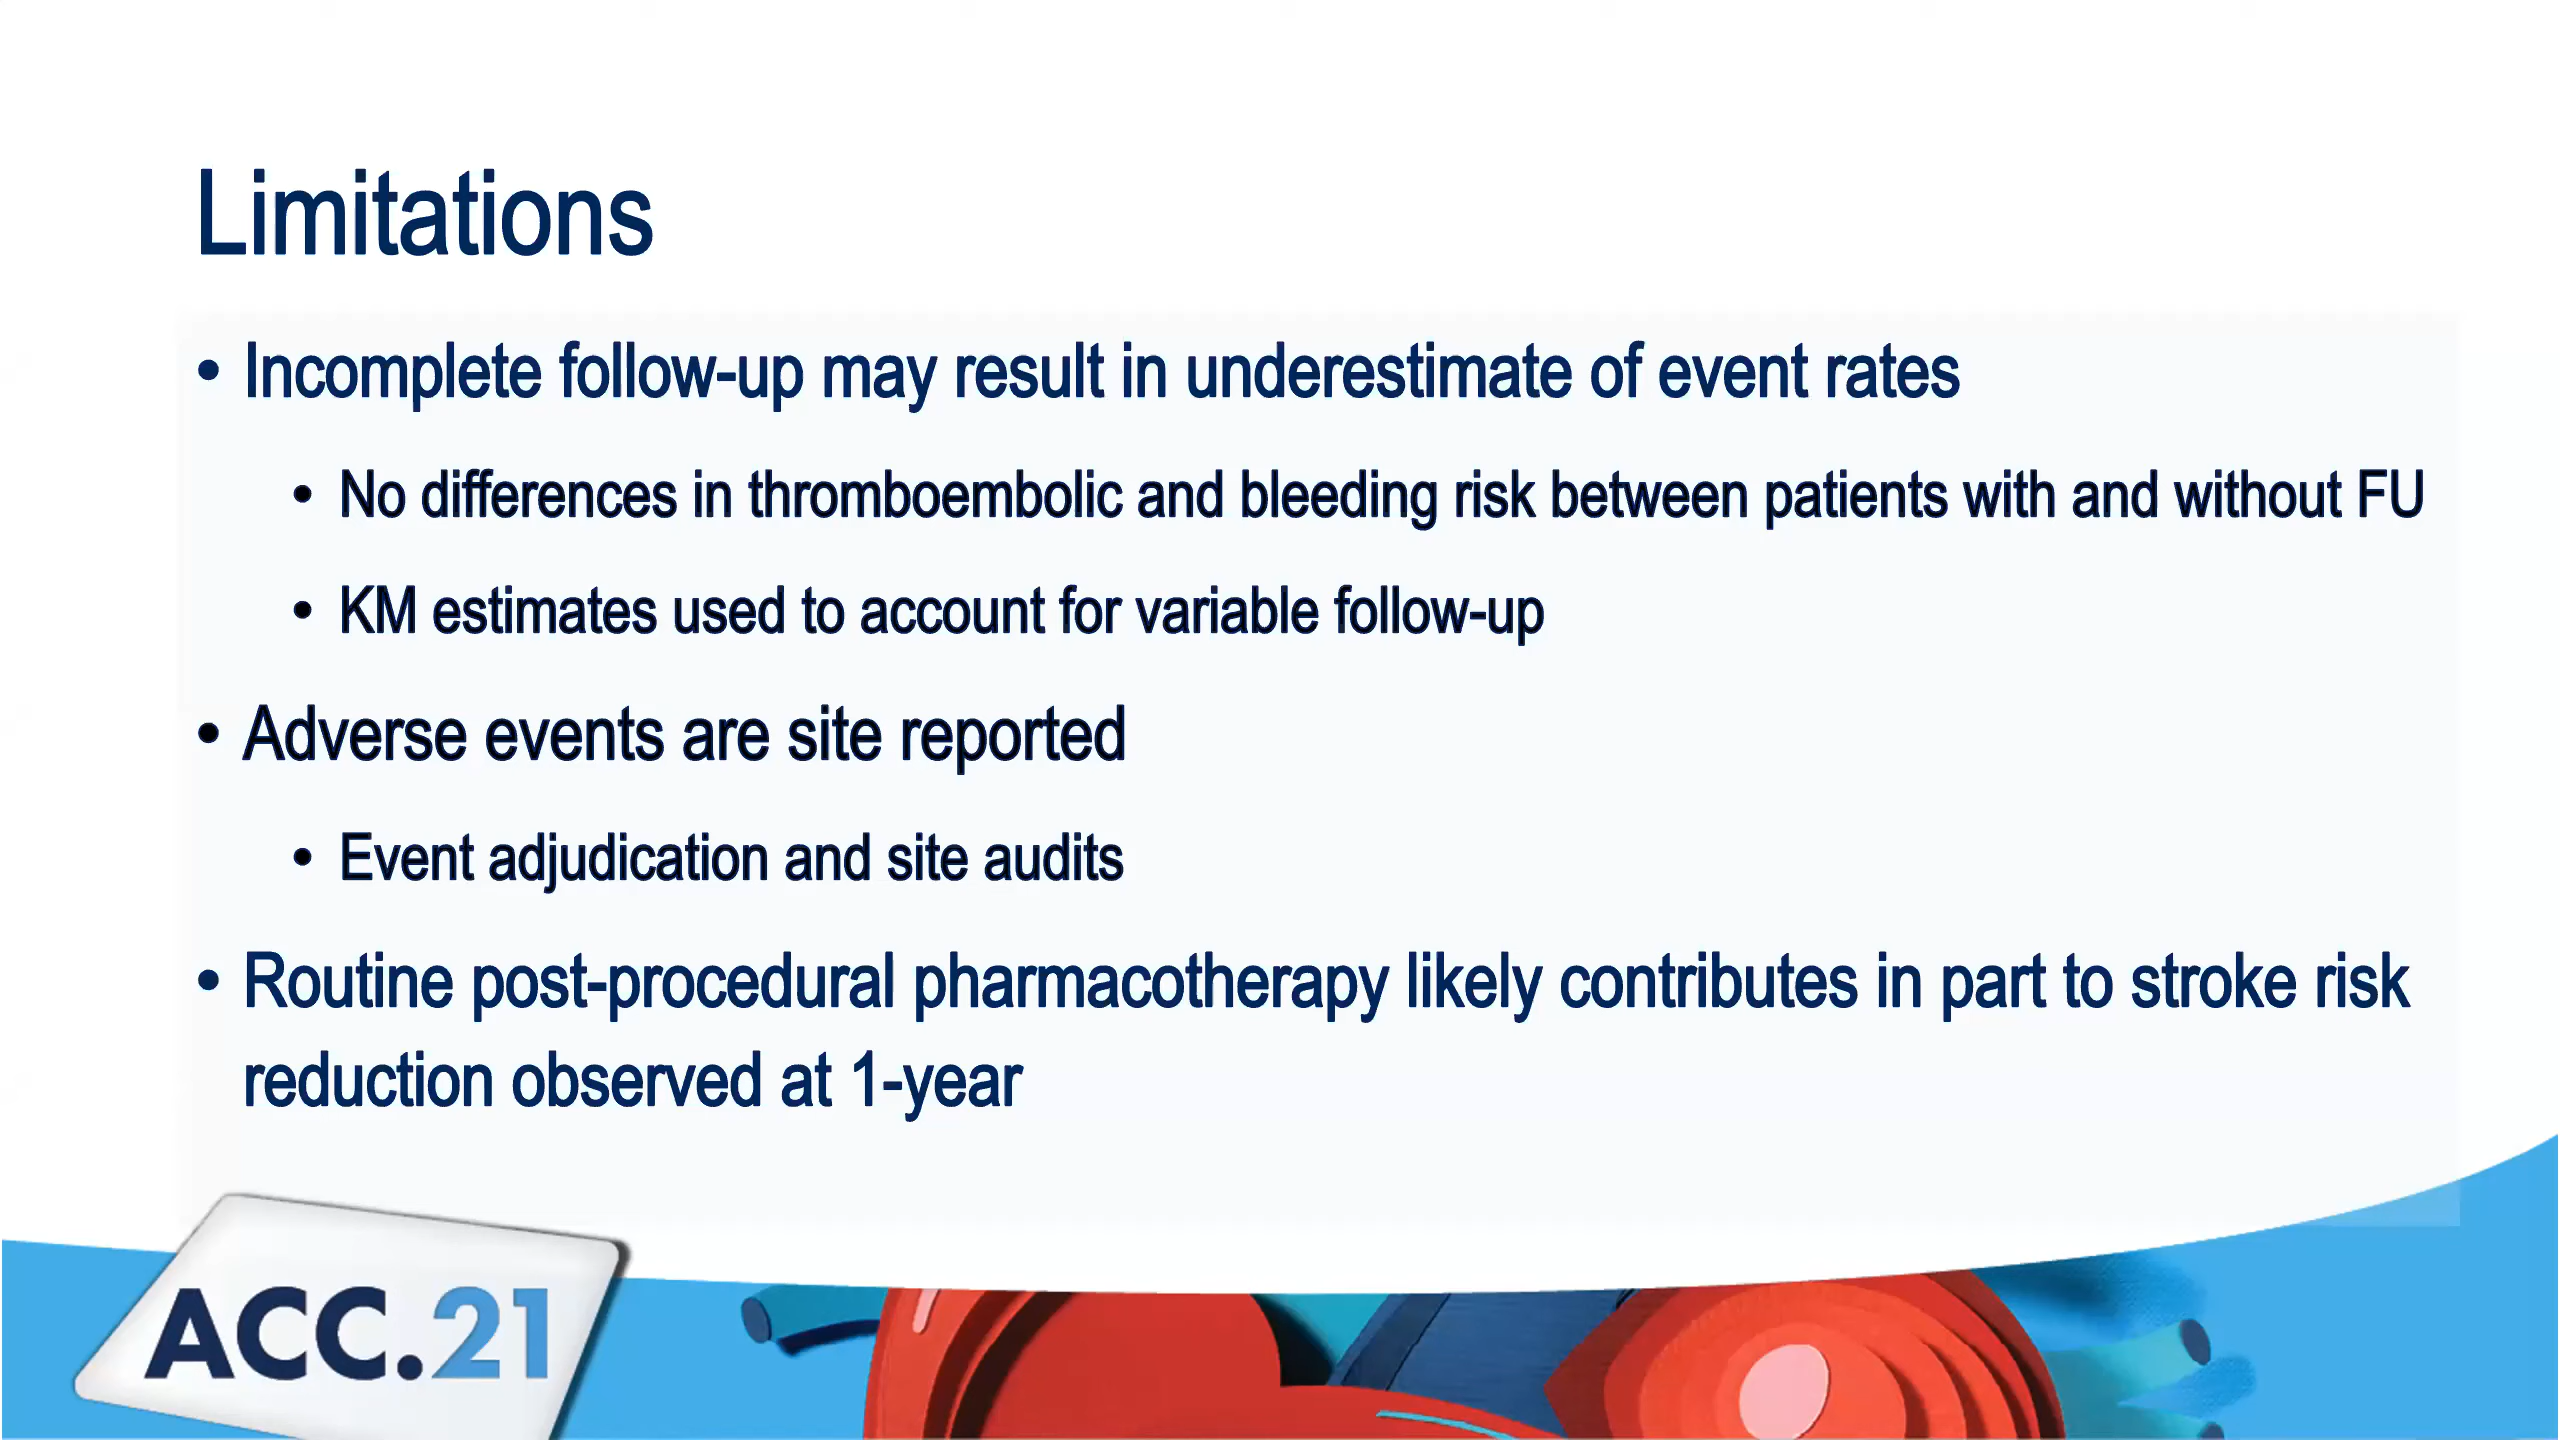 Limitations
• Incomplete follow-up may result in underestimate of event rates
• No differences in thromboembolic and bleeding risk between patients with and without FU
• KM estimates used to account for variable follow-up
• Adverse events are site reported
• Event adjudication and site audits
• Routine post-procedural pharmacotherapy likely contributes in part to stroke risk
reduction observed at 1-year
ACC.21